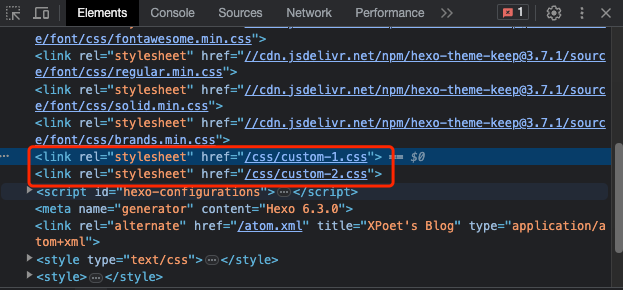 Elements Console Sources Network Performance 1
e/font/css/fontawesome.min.css">
<link rel="stylesheet" href="//cdn.jsdelivr.net/npm/hexo-theme-keep@3.7.1/sourc
e/font/css/regular.min.css">
<link rel="stylesheet" href="//cdn.jsdelivr.net/npm/hexo-theme-keep@3.7.1/sourc
e/font/css/solid.min.css">
<link rel="stylesheet" href="//cdn.jsdelivr.net/npm/hexo-theme-keep@3.7.1/sourc
e/font/css/brands.min.css">
<link rel="stylesheet" href="/css/custom-1.css"> == $0
<link rel="stylesheet" href="/css/custom-2.css">
<script id="hexo-configurations">…</script>
<meta name="generator" content="Hexo 6.3.0">
<link rel="alternate" href="/atom.xml" title="XPoet's Blog" type="application/a
tom+xml">
<style type="text/css">…</style>
<style>…</style>